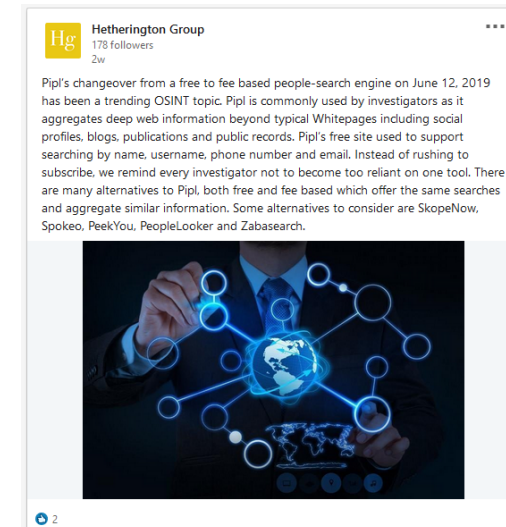 Hg
Hetherington Group
178 followers
2w
Pipl's changeover from a free to fee based people-search engine on June 12, 2019
has been a trending OSINT topic. Pipl is commonly used by investigators as it
aggregates deep web information beyond typical Whitepages including social
profiles, blogs, publications and public records. Pipl's free site used to support
searching by name, username, phone number and email. Instead of rushing to
subscribe, we remind every investigator not to become too reliant on one tool. There
are many alternatives to Pipl, both free and fee based which offer the same searches
and aggregate similar information. Some alternatives to consider are SkopeNow,
Spokeo, PeekYou, PeopleLooker and Zabasearch.
2